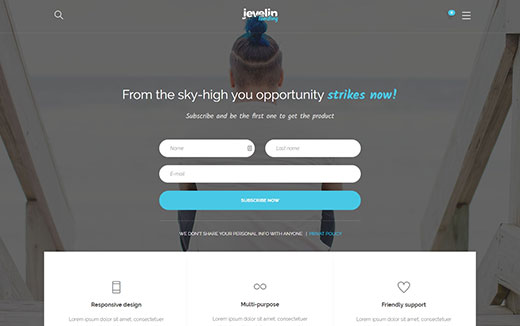 jevelin
landing
0
From the sky-high you opportunity strikes now!
Subscribe and be the first one to get the product
Name
Last name
E-mail
SUBSCRIBE NOW
WE DON'T SHARE YOUR PERSONAL INFO WITH ANYONE. | PRIVAT POLICY
Responsive design
Multi-purpose
Friendly support
Lorem ipsum dolor sit amet, consectetuer
Lorem ipsum dolor sit amet, consectetuer
Lorem ipsum dolor sit amet, consectetuer